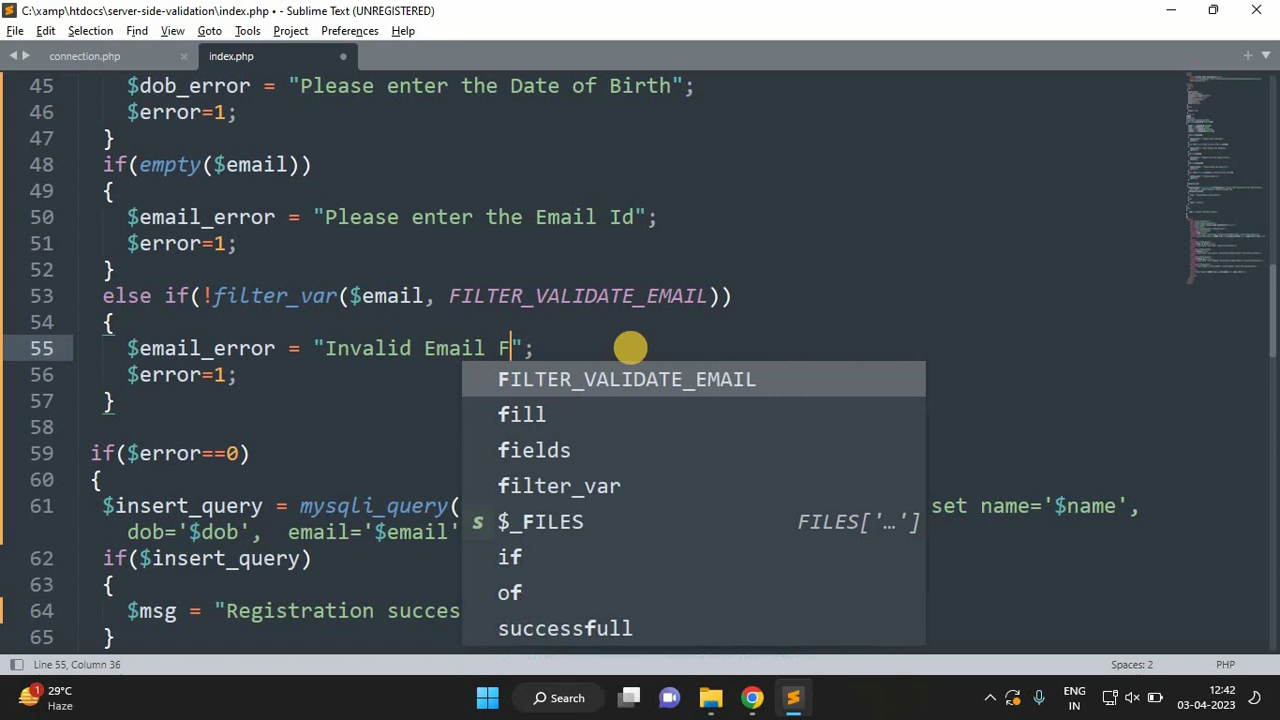 C:\xamp\htdocs\server-side-validation\index.php • - Sublime Text (UNREGISTERED)
File Edit Selection Find View Goto Tools Project Preferences Help
connection.php index.php
45 $dob_error = "Please enter the Date of Birth";
46 $error=1;
47 }
48 if(empty($email))
49 {
50 $email_error = "Please enter the Email Id";
51 $error=1;
52 }
53 else if(!filter_var($email, FILTER_VALIDATE_EMAIL))
54 {
55 $email_error = "Invalid Email F";
56 $error=1;
FILTER_VALIDATE_EMAIL
57 }
fill
58
fields
59 if($error==0)
filter_var
60 {
61 $insert_query = mysqli_query( set name='$name',
$_FILES FILES['…']
dob='$dob', email='$email'
62 if($insert_query)
if
63 {
of
64 $msg = "Registration succes
successfull
65 }
Line 55, Column 36 Spaces: 2 PHP
1 29°C
Haze
Search
ENG
IN
12:42
03-04-2023